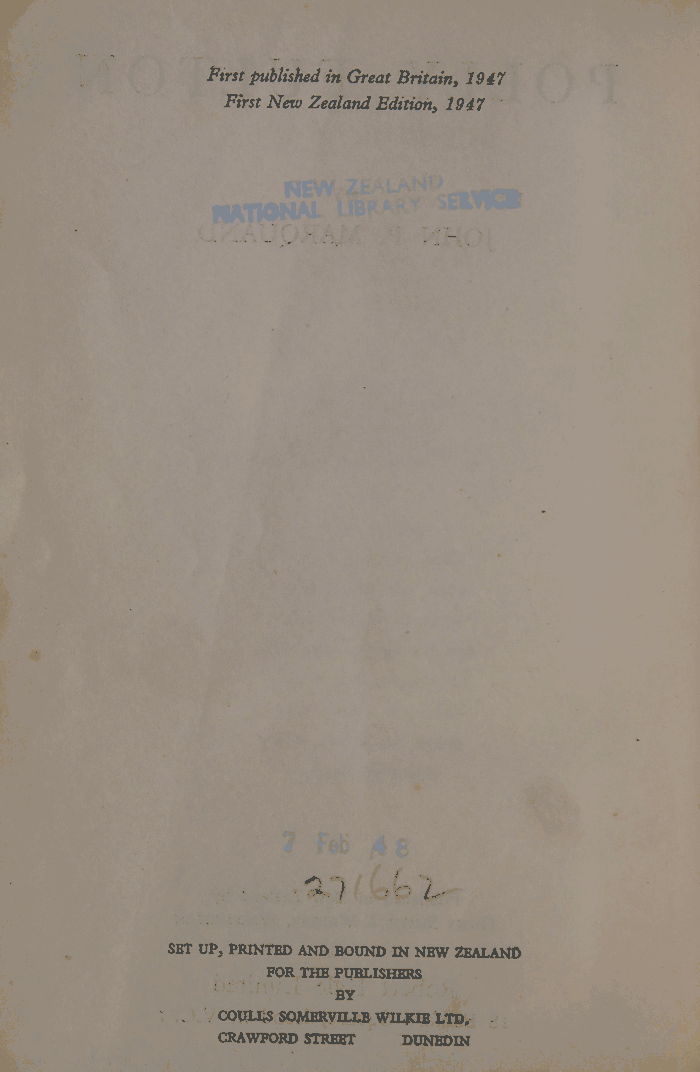 First published in Great Britain, 1947
First New Zealand Edition, 1947
NEW ZEALAND
NATIONAL LIBRARY SERVICE
JOHN P. MARQUAND
7 Feb 48
271662
SET UP, PRINTED AND BOUND IN NEW ZEALAND
FOR THE PUBLISHERS
BY
COULLS SOMERVILLE WILKIE LTD.
CRAWFORD STREET DUNEDIN